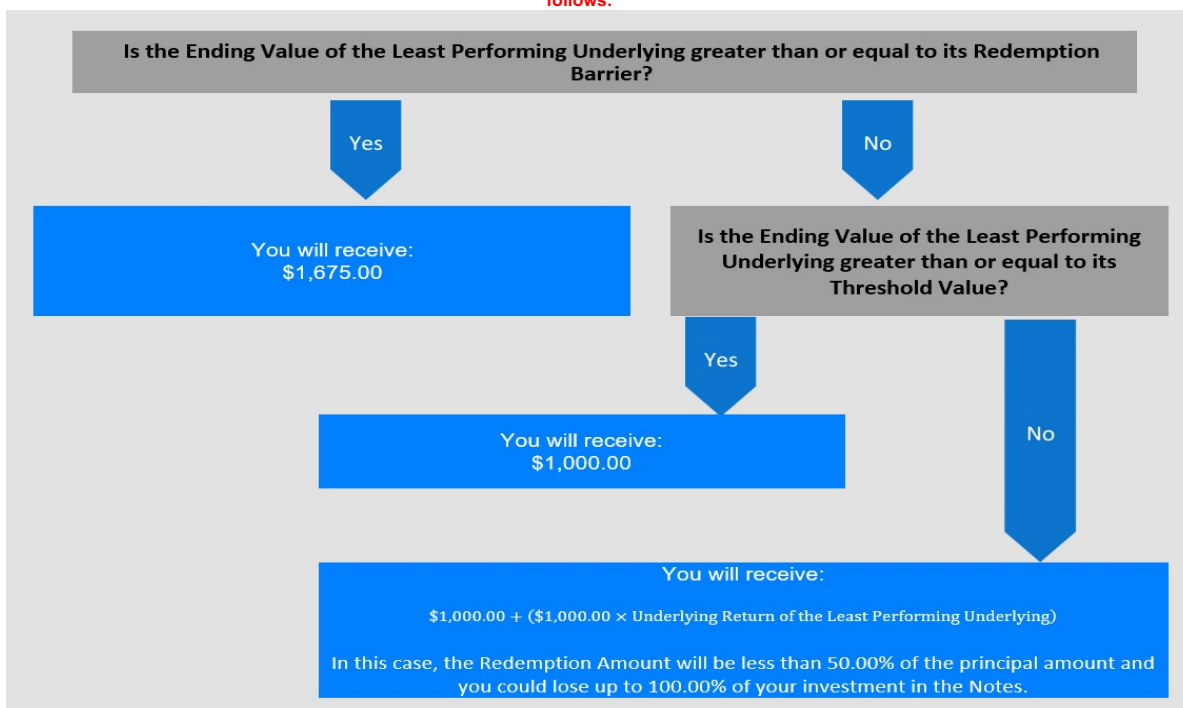 follows:
Is the Ending Value of the Least Performing Underlying greater than or equal to its Redemption
Barrier?
Yes
No
You will receive:
$1,675.00
Is the Ending Value of the Least Performing
Underlying greater than or equal to its
Threshold Value?
Yes
No
You will receive:
$1,000.00
You will receive:
$1,000.00 + ($1,000.00 × Underlying Return of the Least Performing Underlying)
In this case, the Redemption Amount will be less than 50.00% of the principal amount and
you could lose up to 100.00% of your investment in the Notes.